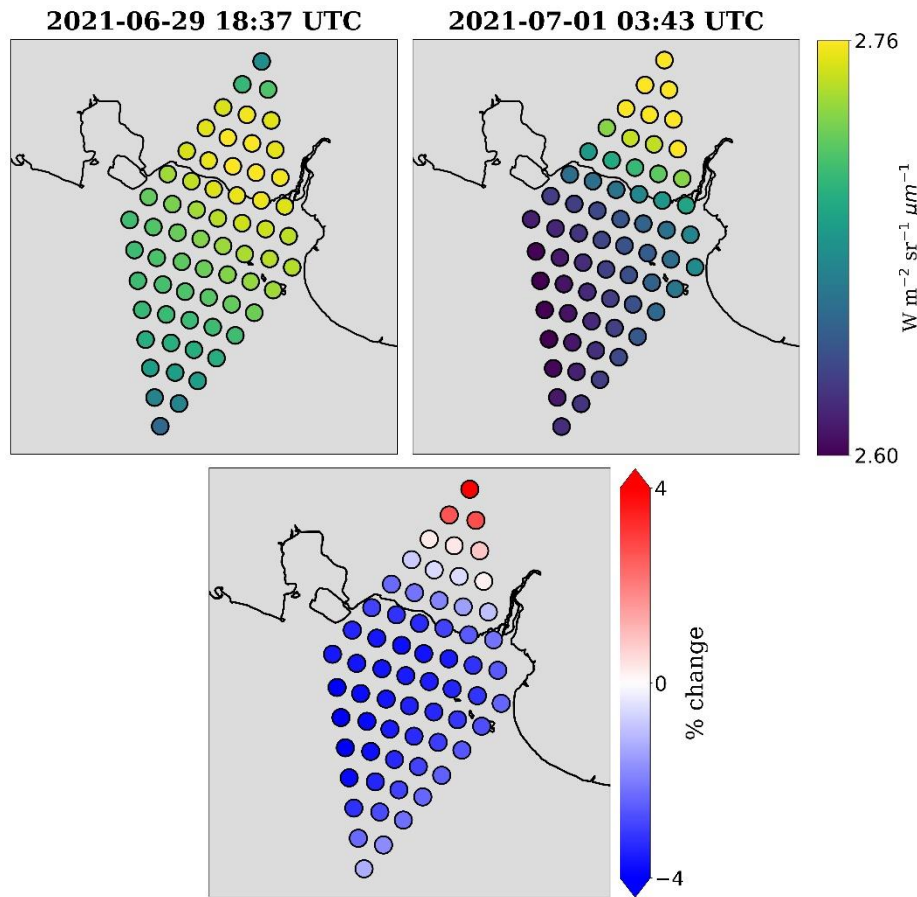 2021-06-29 18:37 UTC
2021-07-01 03:43 UTC
2.76
W m⁻² sr⁻¹ um⁻¹
2.60
4
0
% change
−4